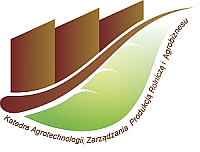 Katedra Agrotechnologii, Zarządzania Produkcją Rolniczą i Agrobiznesu